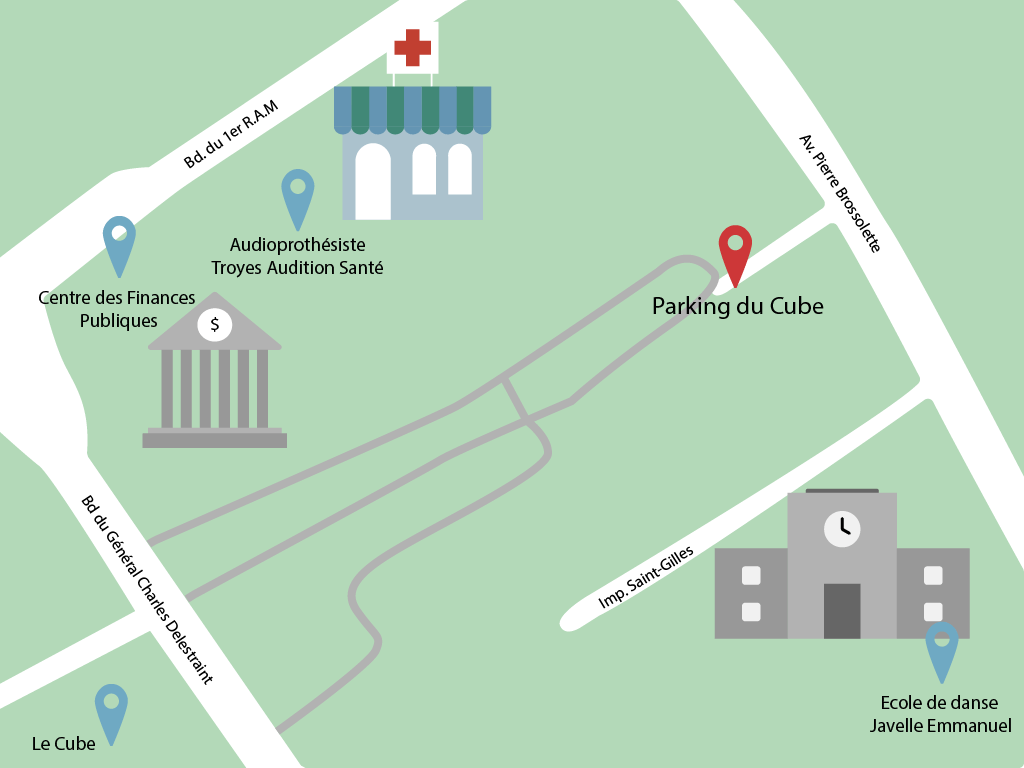 Bd. du 1er R.A.M
Av. Pierre Brossolette
Audioprothésiste
Troyes Audition Santé
Centre des Finances
Publiques
$
Parking du Cube
Bd du Général Charles Delestraint
Imp. Saint-Gilles
Ecole de danse
Javelle Emmanuel
Le Cube